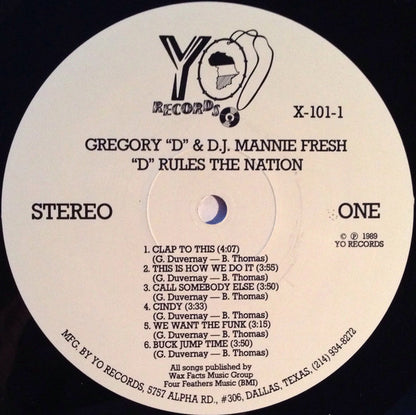 YO!
RECORDS
X-101-1
GREGORY "D" & D.J. MANNIE FRESH
"D" RULES THE NATION
STEREO
ONE
© ℗ 1989
YO RECORDS
1. CLAP TO THIS (4:07)
(G. Duvernay — B. Thomas)
2. THIS IS HOW WE DO IT (3:55)
(G. Duvernay — B. Thomas)
3. CALL SOMEBODY ELSE (3:50)
(G. Duvernay — B. Thomas)
4. CINDY (3:33)
(G. Duvernay — B. Thomas)
5. WE WANT THE FUNK (3:15)
(G. Duvernay — B. Thomas)
6. BUCK JUMP TIME (3:50)
(G. Duvernay — B. Thomas)
All songs published by
Wax Facts Music Group
Four Feathers Music (BMI)
MFG. BY YO RECORDS, 5757 ALPHA RD., #306, DALLAS, TEXAS, (214) 934-8272